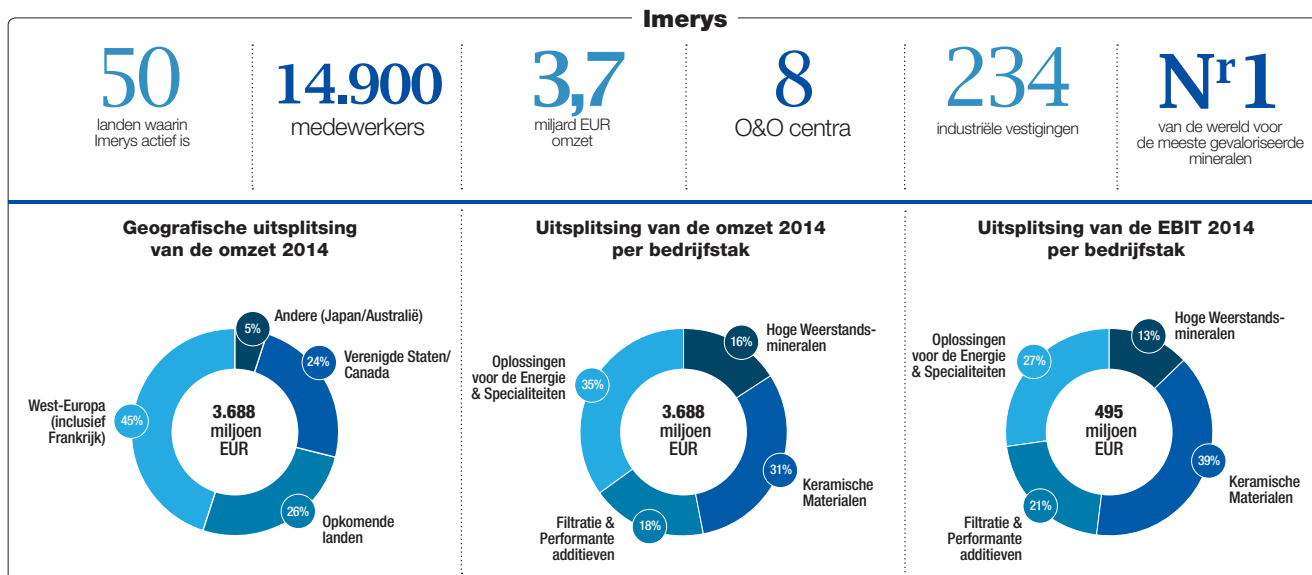 Imerys
50
landen waarin
Imerys actief is
14.900
medewerkers
3,7
miljard EUR
omzet
8
O&O centra
234
industriële vestigingen
Nr 1
van de wereld voor
de meeste gevaloriseerde
mineralen
Geografische uitsplitsing
van de omzet 2014
5%
Andere (Japan/Australië)
24%
Verenigde Staten/
Canada
West-Europa
(inclusief
Frankrijk)
45%
3.688
miljoen
EUR
26%
Opkomende
landen
Uitsplitsing van de omzet 2014
per bedrijfstak
16%
Hoge Weerstands-
mineralen
Oplossingen
voor de Energie
& Specialiteiten
35%
3.688
miljoen
EUR
31%
Keramische
Materialen
18%
Filtratie &
Performante
additieven
Uitsplitsing van de EBIT 2014
per bedrijfstak
13%
Hoge Weerstands-
mineralen
Oplossingen
voor de Energie
& Specialiteiten
27%
495
miljoen
EUR
39%
Keramische
Materialen
21%
Filtratie &
Performante
additieven